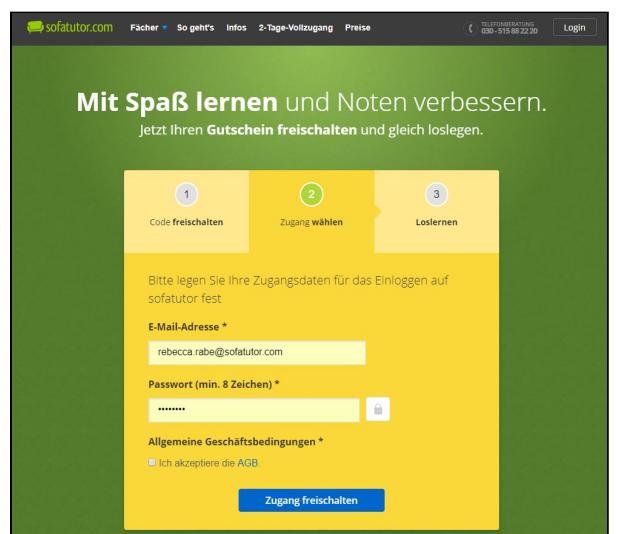 sofatutor.com Fächer So geht's Infos 2-Tage-Vollzugang Preise TELEFONBERATUNG Login
030 - 515 88 22 20
Mit Spaß lernen und Noten verbessern.
Jetzt Ihren Gutschein freischalten und gleich loslegen.
1 2 3
Code freischalten Zugang wählen Loslernen
Bitte legen Sie Ihre Zugangsdaten für das Einloggen auf
sofatutor fest
E-Mail-Adresse *
rebecca.rabe@sofatutor.com
Passwort (min. 8 Zeichen) *
••••••••
Allgemeine Geschäftsbedingungen *
Ich akzeptiere die AGB.
Zugang freischalten